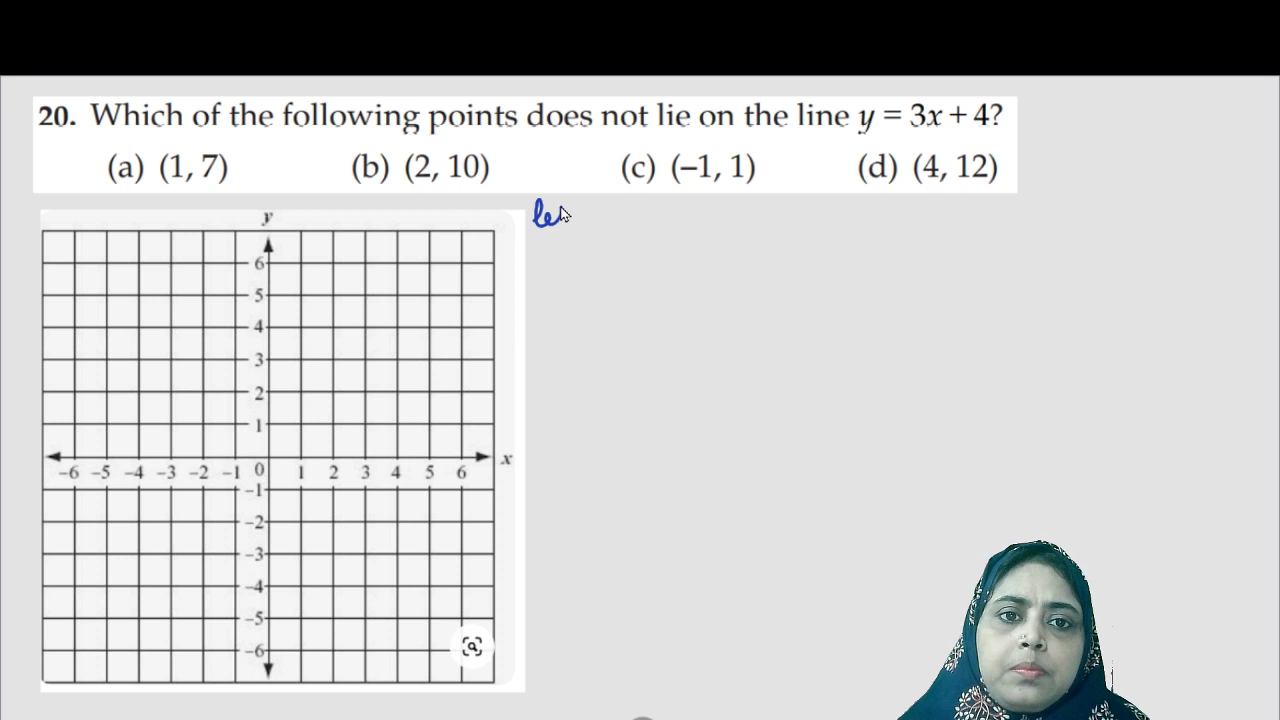 20. Which of the following points does not lie on the line y = 3x + 4?
(a) (1, 7) (b) (2, 10) (c) (–1, 1) (d) (4, 12)
le
y
6
5
4
3
2
1
–6 –5 –4 –3 –2 –1 0 1 2 3 4 5 6 x
–1
–2
–3
–4
–5
–6